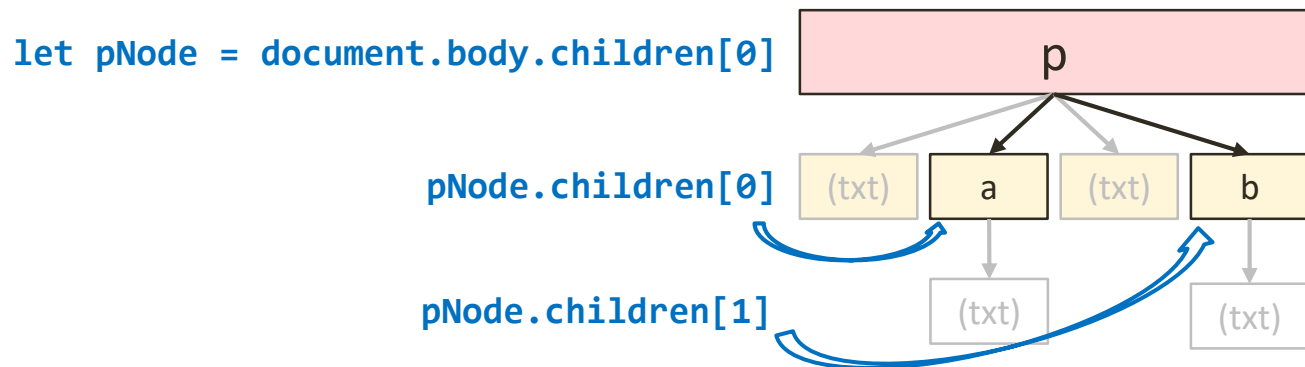 let pNode = document.body.children[0]
p
pNode.children[0]
(txt)
a
(txt)
b
pNode.children[1]
(txt)
(txt)